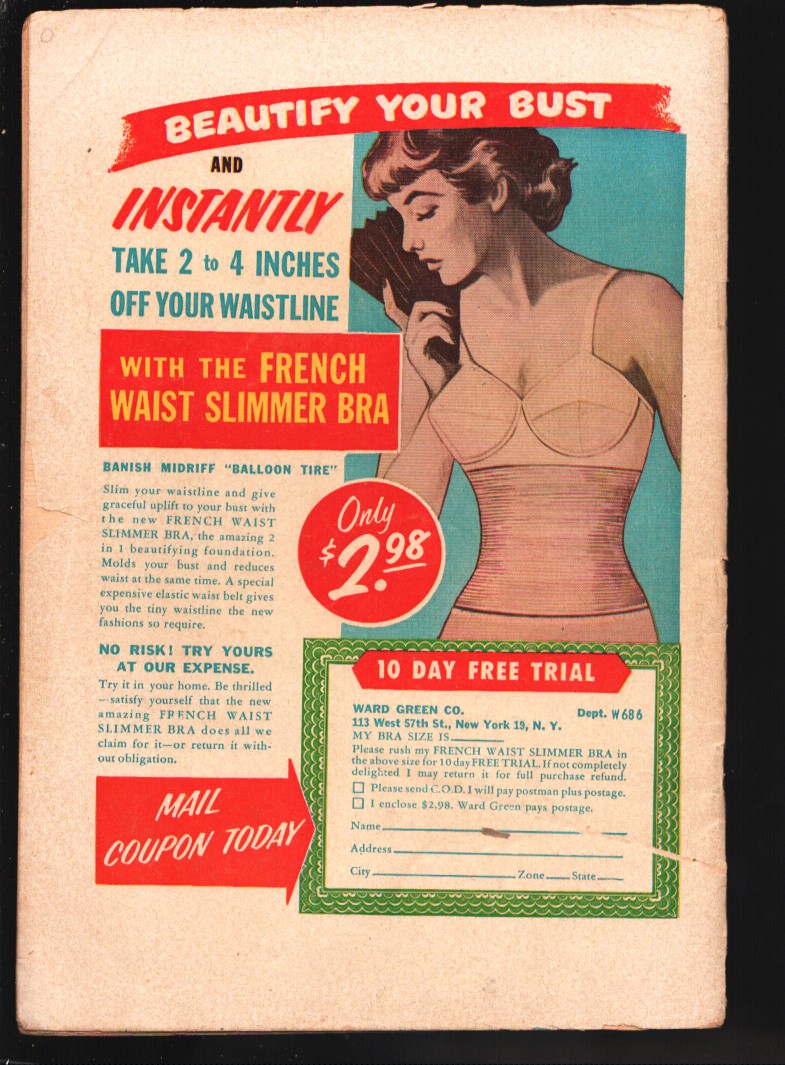 BEAUTIFY YOUR BUST
AND
INSTANTLY
TAKE 2 to 4 INCHES
OFF YOUR WAISTLINE
WITH THE FRENCH
WAIST SLIMMER BRA
BANISH MIDRIFF "BALLOON TIRE"
Slim your waistline and give
graceful uplift to your bust with
the new FRENCH WAIST
SLIMMER BRA, the amazing 2
in 1 beautifying foundation.
Molds your bust and reduces
waist at the same time. A special
expensive elastic waist belt gives
you the tiny waistline the new
fashions so require.
Only
$2.98
NO RISK! TRY YOURS
AT OUR EXPENSE.
Try it in your home. Be thrilled
—satisfy yourself that the new
amazing FRENCH WAIST
SLIMMER BRA does all we
claim for it—or return it with-
out obligation.
MAIL
COUPON TODAY
10 DAY FREE TRIAL
WARD GREEN CO. Dept. W686
113 West 57th St., New York 19, N. Y.
MY BRA SIZE IS
Please rush my FRENCH WAIST SLIMMER BRA in
the above size for 10 day FREE TRIAL. If not completely
delighted I may return it for full purchase refund.
Please send C.O.D. I will pay postman plus postage.
I enclose $2.98. Ward Green pays postage.
Name
Address
City Zone State